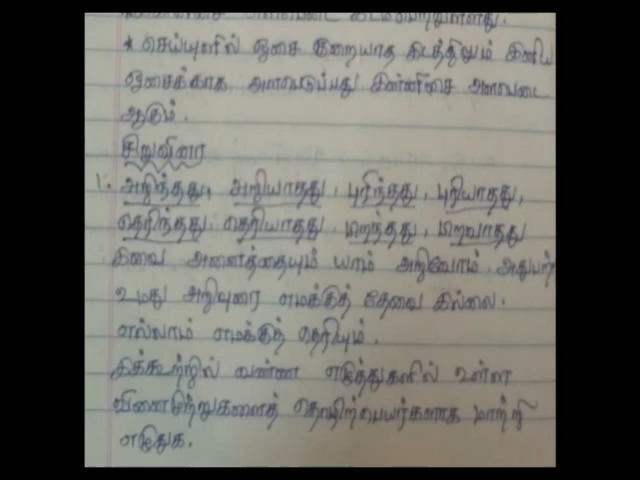 * செய்யுளில் ஓசை குறையாத இடத்திலும் இனிய
ஓசைக்காக அளபெடுப்பது இன்னிசை அளபெடை
ஆகும்.
சிறுவினா
1. அறிந்தது, அறியாதது, புரிந்தது, புரியாதது,
தெரிந்தது, தெரியாதது, மறந்தது, மறவாதது
இவை அனைத்தையும் யாம் அறிவோம். அதுபற்றி
உமது அறிவுரை எமக்குத் தேவை இல்லை.
எல்லாம் எமக்குத் தெரியும்.
இக்கூற்றில் வண்ண எழுத்துகளில் உள்ள
வினைமுற்றுகளைத் தொழிற்பெயர்களாக மாற்றி
எழுதுக.